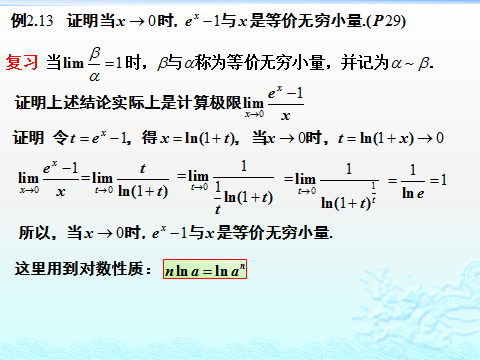 例2.13 证明当x → 0时, e^x − 1与x是等价无穷小量.(P29)
复习 当lim β/α = 1时, β与α称为等价无穷小量，并记为α ~ β.
证明上述结论实际上是计算极限lim_{x→0} (e^x − 1)/x
证明 令t = e^x − 1, 得x = ln(1 + t), 当x → 0时, t = ln(1 + x) → 0
lim_{x→0} (e^x − 1)/x = lim_{t→0} t/ln(1 + t) = lim_{t→0} 1/((1/t)ln(1 + t)) = lim_{t→0} 1/ln(1 + t)^{1/t} = 1/ln e = 1
所以，当x → 0时, e^x − 1与x是等价无穷小量.
这里用到对数性质： n ln a = ln a^n